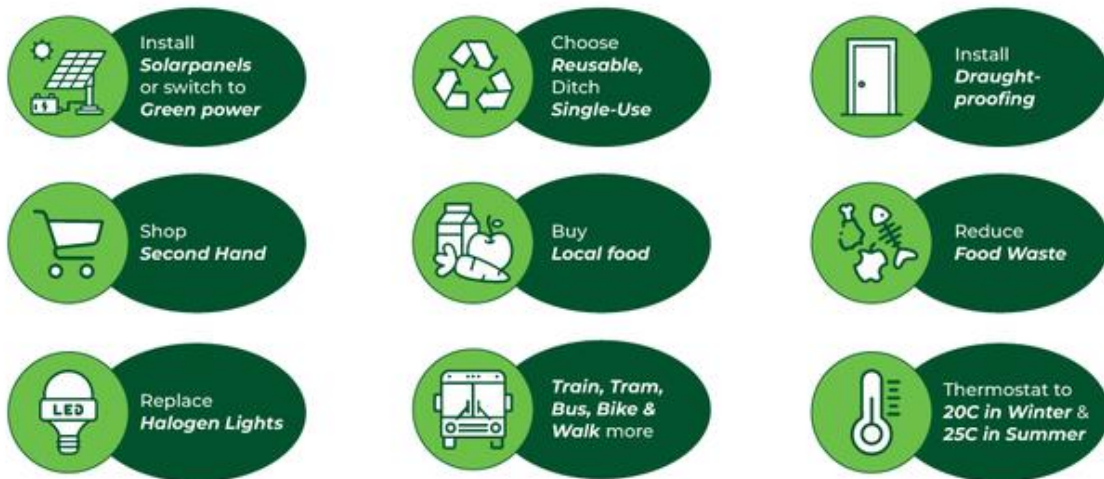 Install
Solarpanels
or switch to
Green power
Choose
Reusable,
Ditch
Single-Use
Install
Draught-
proofing
Shop
Second Hand
Buy
Local food
Reduce
Food Waste
LED
Replace
Halogen Lights
Train, Tram,
Bus, Bike &
Walk more
Thermostat to
20C in Winter &
25C in Summer